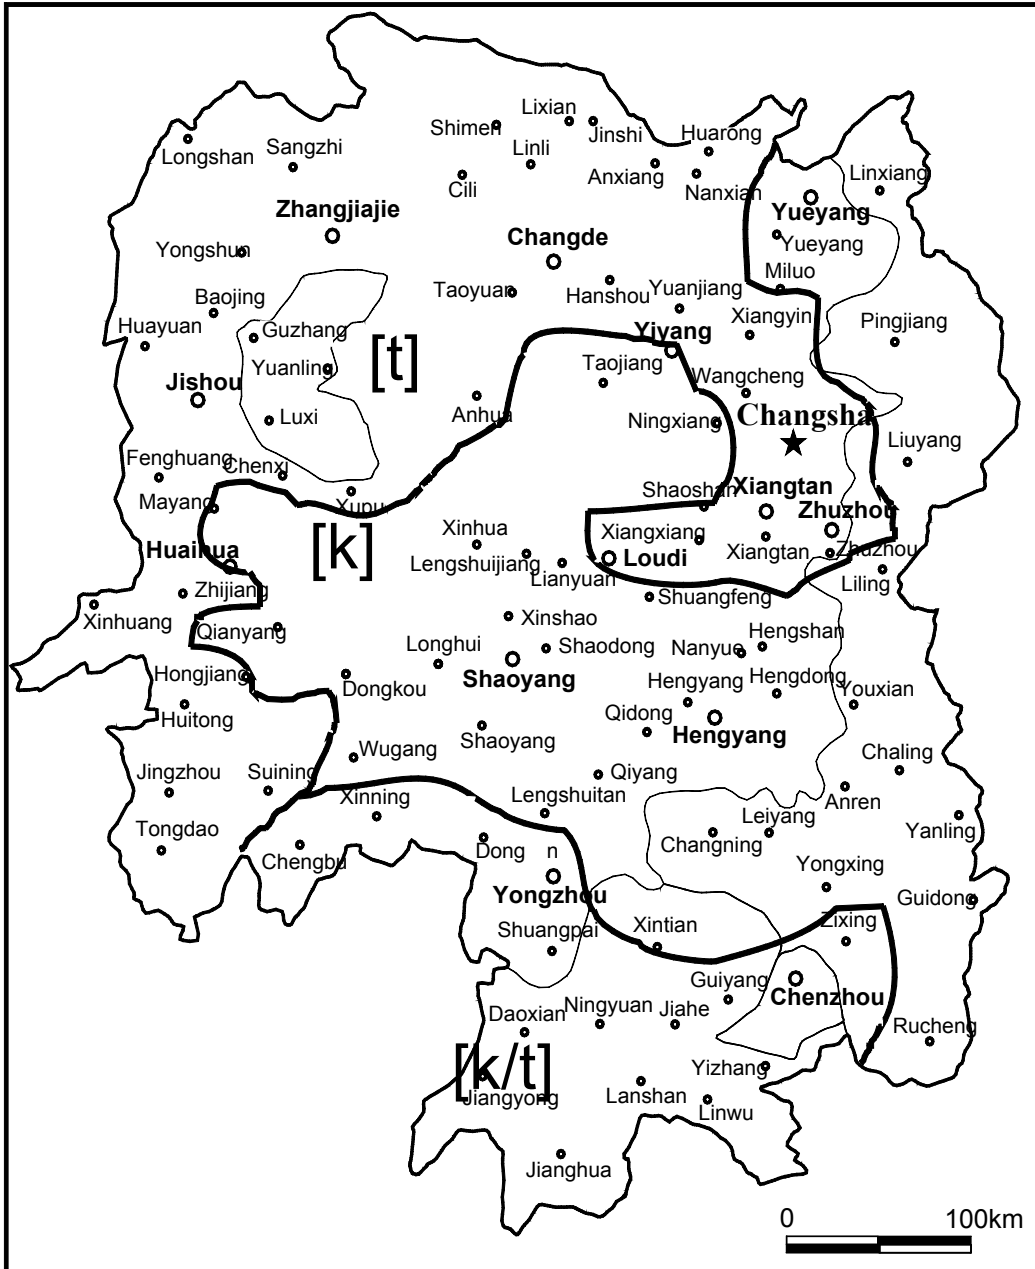 Lixian
Shimen
Jinshi
Huarong
Longshan
Sangzhi
Linli
Cili
Anxiang
Nanxian
Linxiang
Zhangjiajie
Yueyang
Changde
Yueyang
Yongshun
Miluo
Taoyuan
Hanshou
Yuanjiang
Baojing
Xiangyin
Huayuan
Guzhang
Yiyang
Pingjiang
[t]
Yuanling
Taojiang
Jishou
Wangcheng
Anhua
Changsha
Luxi
Ningxiang
Liuyang
Fenghuang
Chenxi
Mayang
Xupu
Shaoshan
Xiangtan
Zhuzhou
[k]
Xinhua
Xiangxiang
Huaihua
Lengshuijiang
Loudi
Xiangtan
Zhuzhou
Lianyuan
Liling
Zhijiang
Shuangfeng
Xinhuang
Qianyang
Xinshao
Longhui
Shaodong
Nanyue
Hengshan
Hongjiang
Dongkou
Shaoyang
Hengyang
Hengdong
Youxian
Huitong
Qidong
Hengyang
Shaoyang
Wugang
Chaling
Jingzhou
Suining
Qiyang
Xinning
Lengshuitan
Anren
Leiyang
Yanling
Tongdao
Changning
Chengbu
Dong n
Yongxing
Yongzhou
Guidong
Shuangpai
Xintian
Zixing
Guiyang
Chenzhou
Daoxian
Ningyuan
Jiahe
Rucheng
[k/t]
Yizhang
Jiangyong
Lanshan
Linwu
Jianghua
0 100km